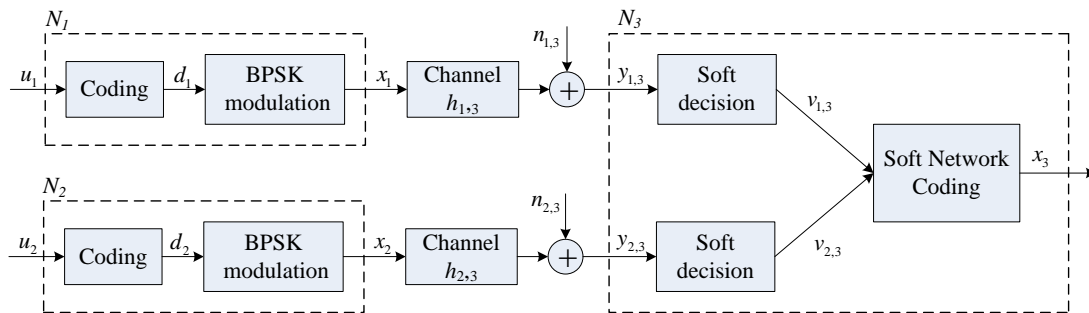 N1
u1
Coding
d1
BPSK
modulation
x1
Channel
h1,3
n1,3
+
y1,3
N3
Soft
decision
v1,3
Soft Network
Coding
x3
N2
u2
Coding
d2
BPSK
modulation
x2
Channel
h2,3
n2,3
+
y2,3
Soft
decision
v2,3